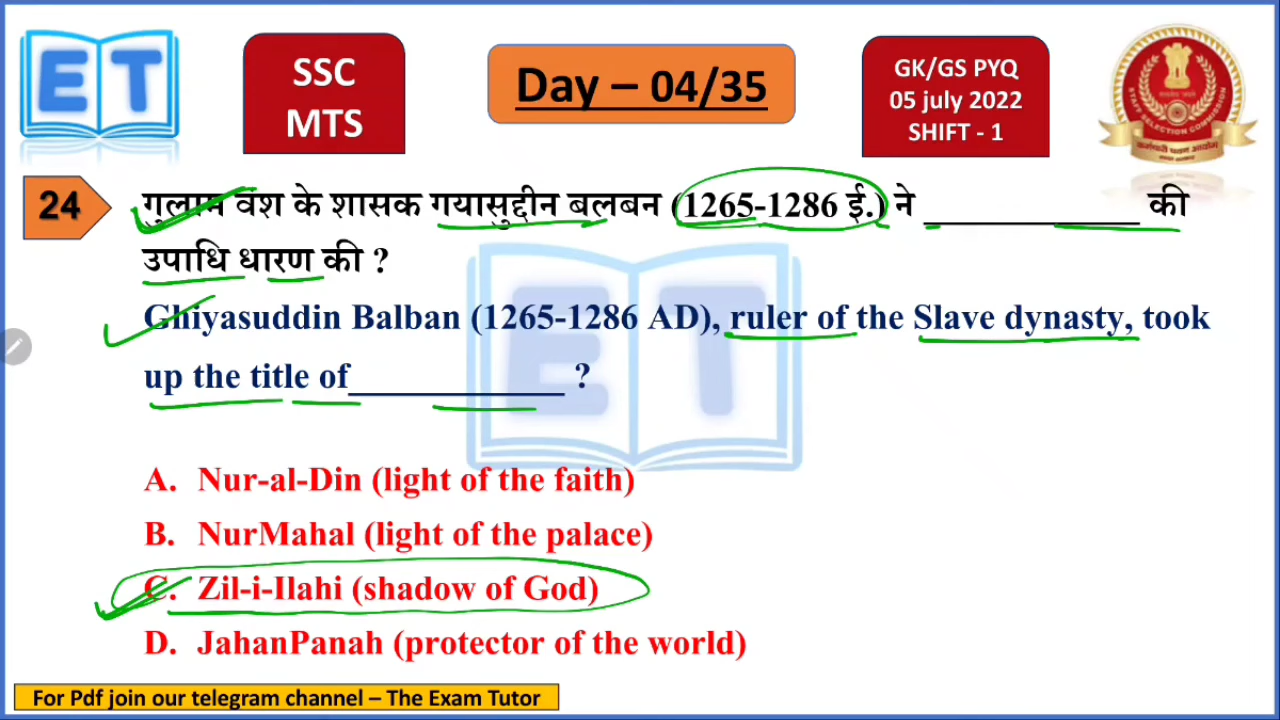 ET
SSC
MTS
Day – 04/35
GK/GS PYQ
05 july 2022
SHIFT - 1
24
गुलाम वंश के शासक गयासुद्दीन बलबन (1265-1286 ई.) ने ____________ की
उपाधि धारण की ?
Ghiyasuddin Balban (1265-1286 AD), ruler of the Slave dynasty, took
up the title of____________ ?
ET
A. Nur-al-Din (light of the faith)
B. NurMahal (light of the palace)
C. Zil-i-Ilahi (shadow of God)
D. JahanPanah (protector of the world)
For Pdf join our telegram channel – The Exam Tutor